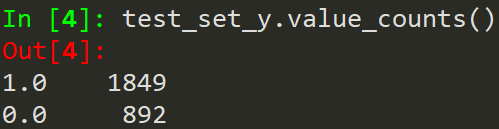 In [4]: test_set_y.value_counts()
Out[4]:
1.0    1849
0.0     892